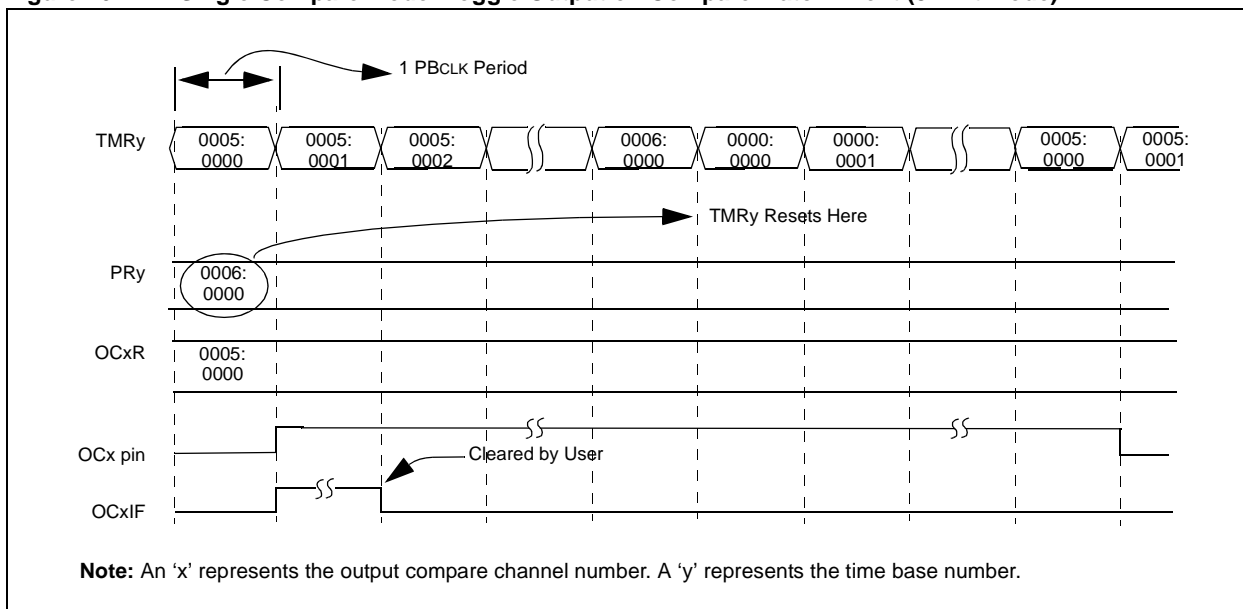 1 PBCLK Period
TMRy
0005:
0000
0005:
0001
0005:
0002
0006:
0000
0000:
0000
0000:
0001
0005:
0000
0005:
0001
TMRy Resets Here
PRy
0006:
0000
OCxR
0005:
0000
OCx pin
Cleared by User
OCxIF
Note: An ‘x’ represents the output compare channel number. A ‘y’ represents the time base number.